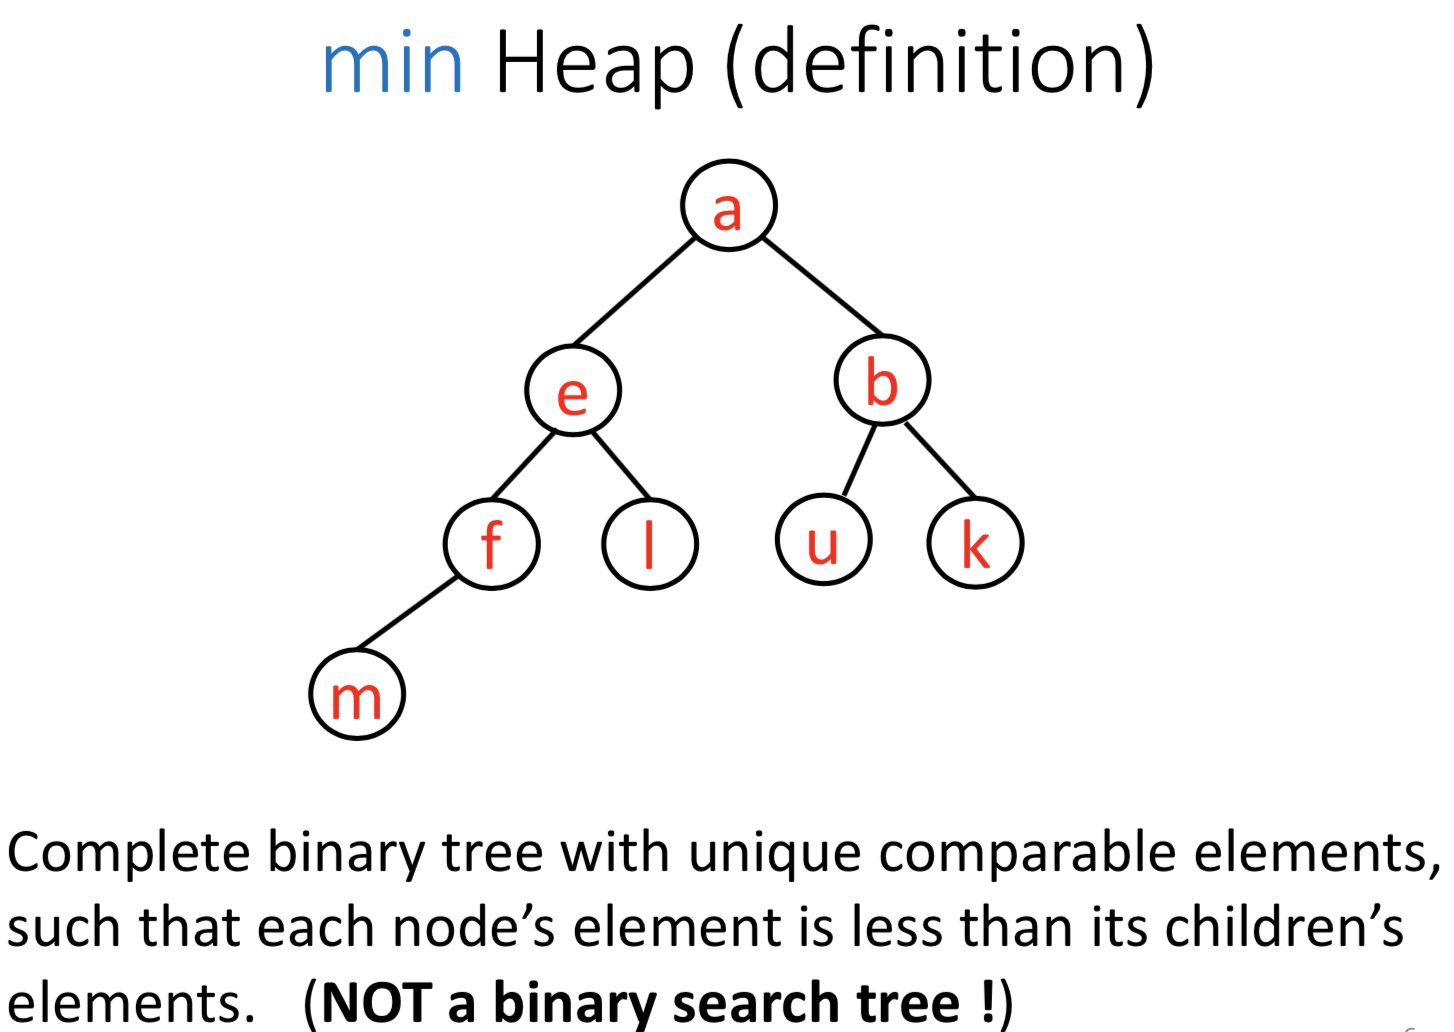 min Heap (definition)
a
e
b
f
l
u
k
m
Complete binary tree with unique comparable elements,
such that each node’s element is less than its children’s
elements. (NOT a binary search tree !)